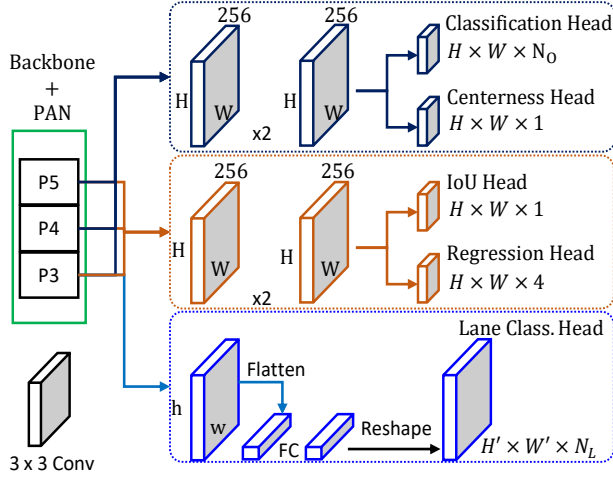 Backbone
+
PAN
P5
P4
P3
3 x 3 Conv
256
H
W
x2
256
H
W
Classification Head
H × W × N_O
Centerness Head
H × W × 1
256
H
W
x2
256
H
W
IoU Head
H × W × 1
Regression Head
H × W × 4
Lane Class. Head
h
w
Flatten
FC
Reshape
H′ × W′ × N_L